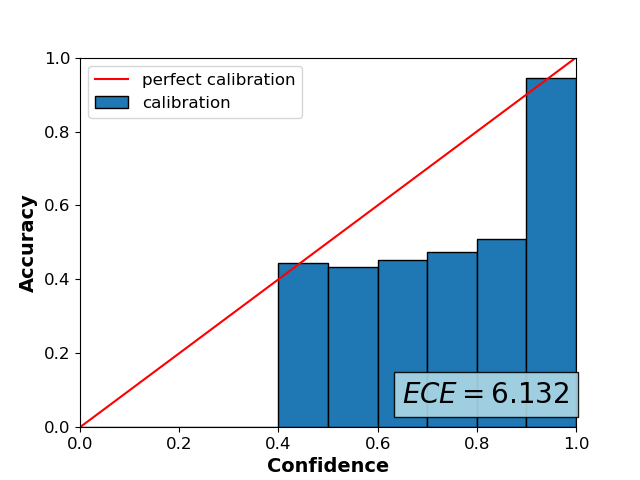 perfect calibration
calibration
1.0
0.8
0.6
0.4
0.2
0.0
Accuracy
ECE = 6.132
0.0 0.2 0.4 0.6 0.8 1.0
Confidence